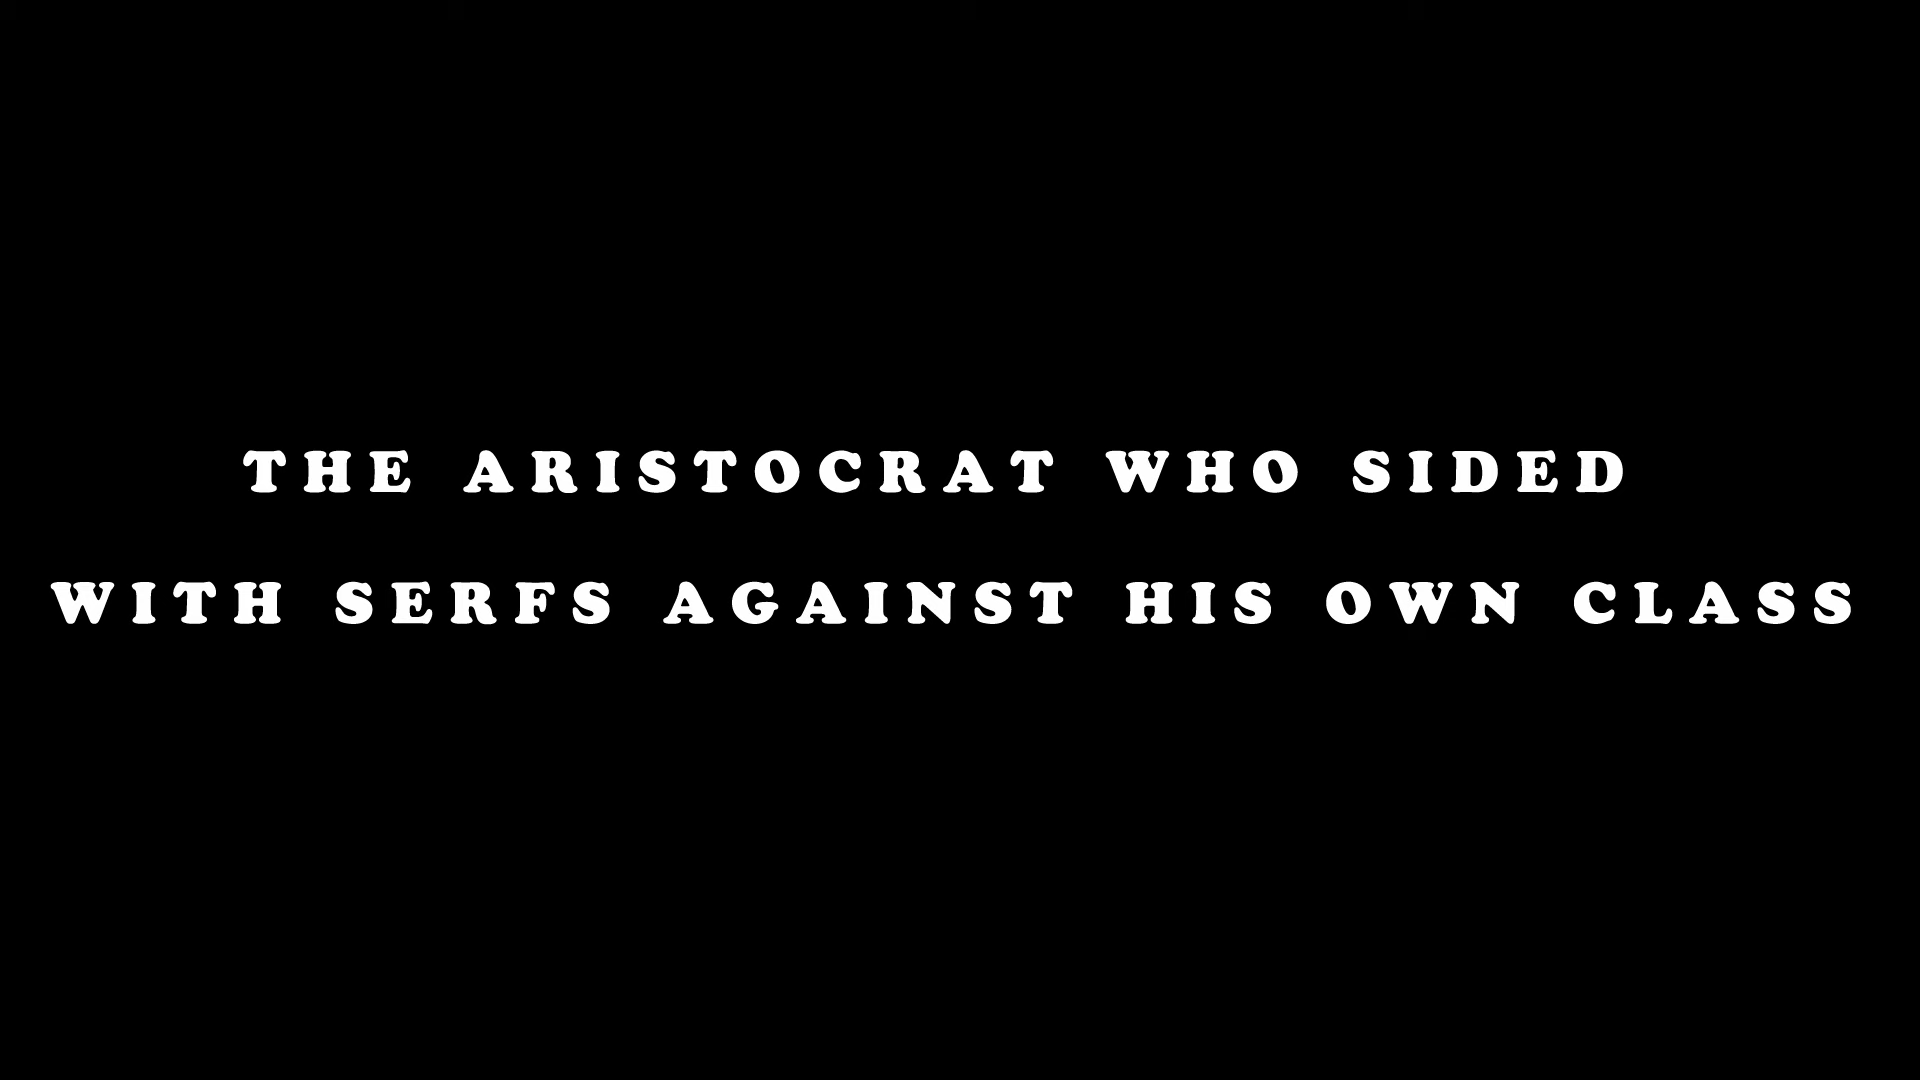 THE ARISTOCRAT WHO SIDED
WITH SERFS AGAINST HIS OWN CLASS